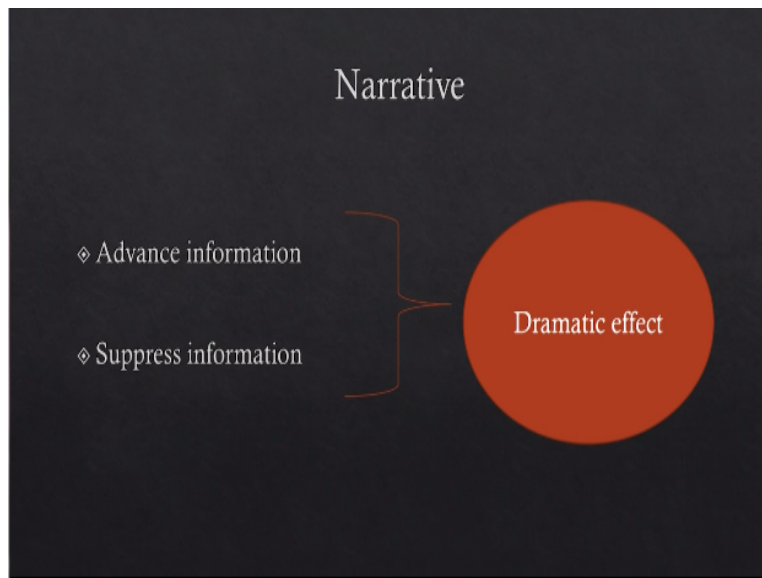 Narrative
Advance information
Suppress information
Dramatic effect